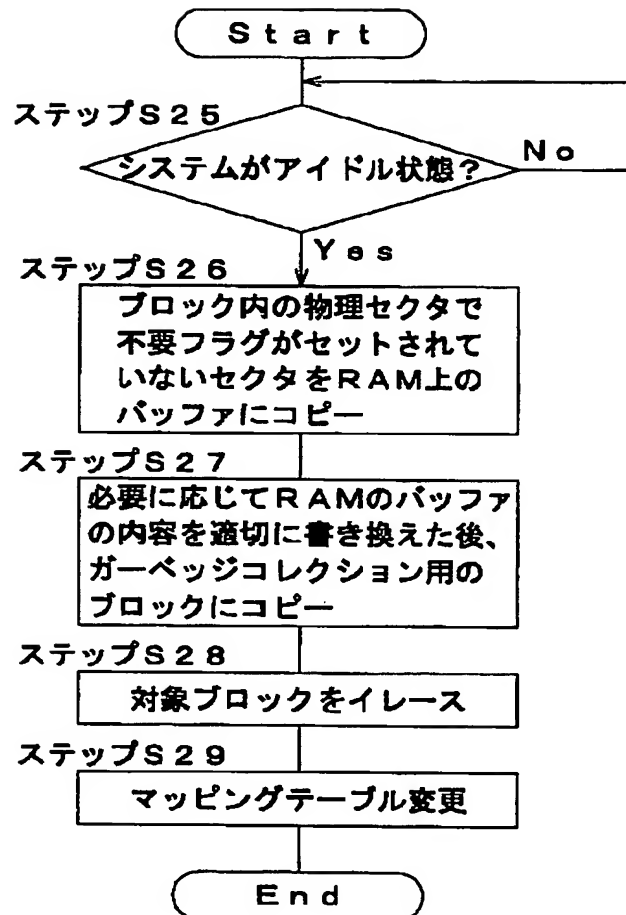 Start
ステップS25
システムがアイドル状態?
No
Yes
ステップS26
ブロック内の物理セクタで
不要フラグがセットされて
いないセクタをRAM上の
バッファにコピー
ステップS27
必要に応じてRAMのバッファ
の内容を適切に書き換えた後、
ガーベッジコレクション用の
ブロックにコピー
ステップS28
対象ブロックをイレース
ステップS29
マッピングテーブル変更
End